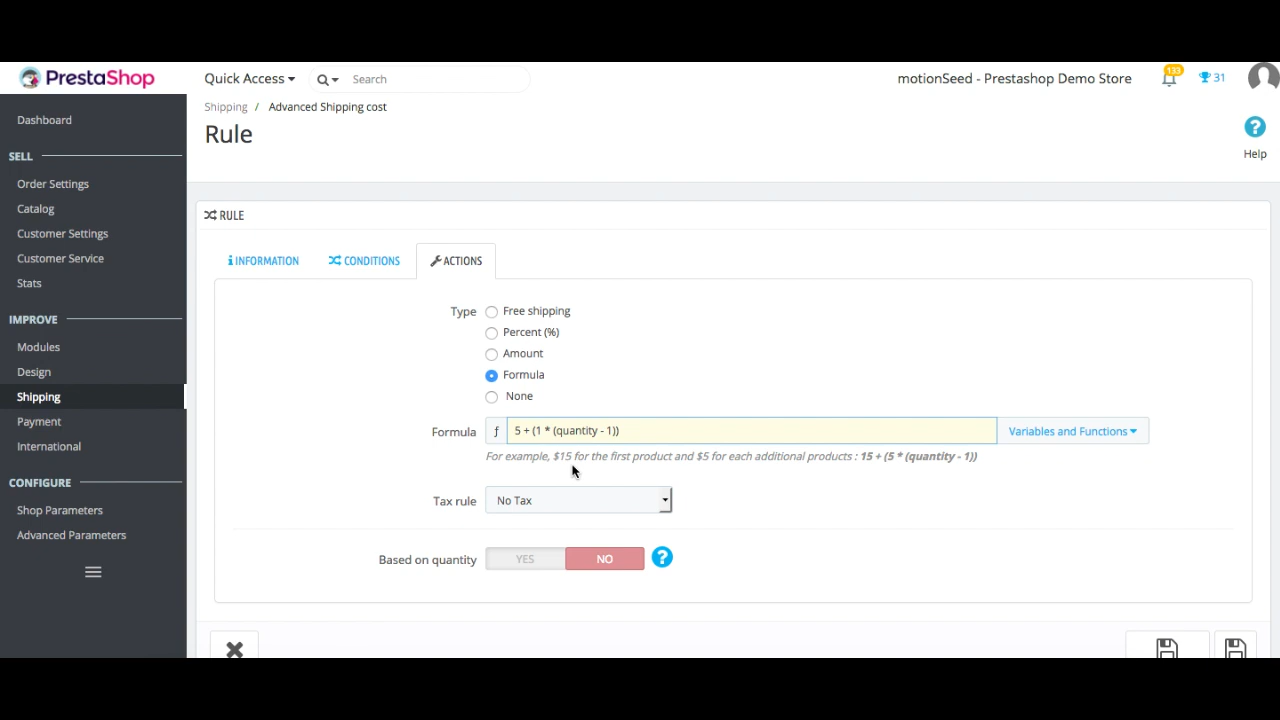 PrestaShop
Quick Access
Search
motionSeed - Prestashop Demo Store
133
31
Shipping / Advanced Shipping cost
Rule
Help
Dashboard
SELL
Order Settings
Catalog
Customer Settings
Customer Service
Stats
IMPROVE
Modules
Design
Shipping
Payment
International
CONFIGURE
Shop Parameters
Advanced Parameters
RULE
INFORMATION
CONDITIONS
ACTIONS
Type
Free shipping
Percent (%)
Amount
Formula
None
Formula
ƒ
5 + (1 * (quantity - 1))
Variables and Functions
For example, $15 for the first product and $5 for each additional products : 15 + (5 * (quantity - 1))
Tax rule
No Tax
Based on quantity
YES
NO
?